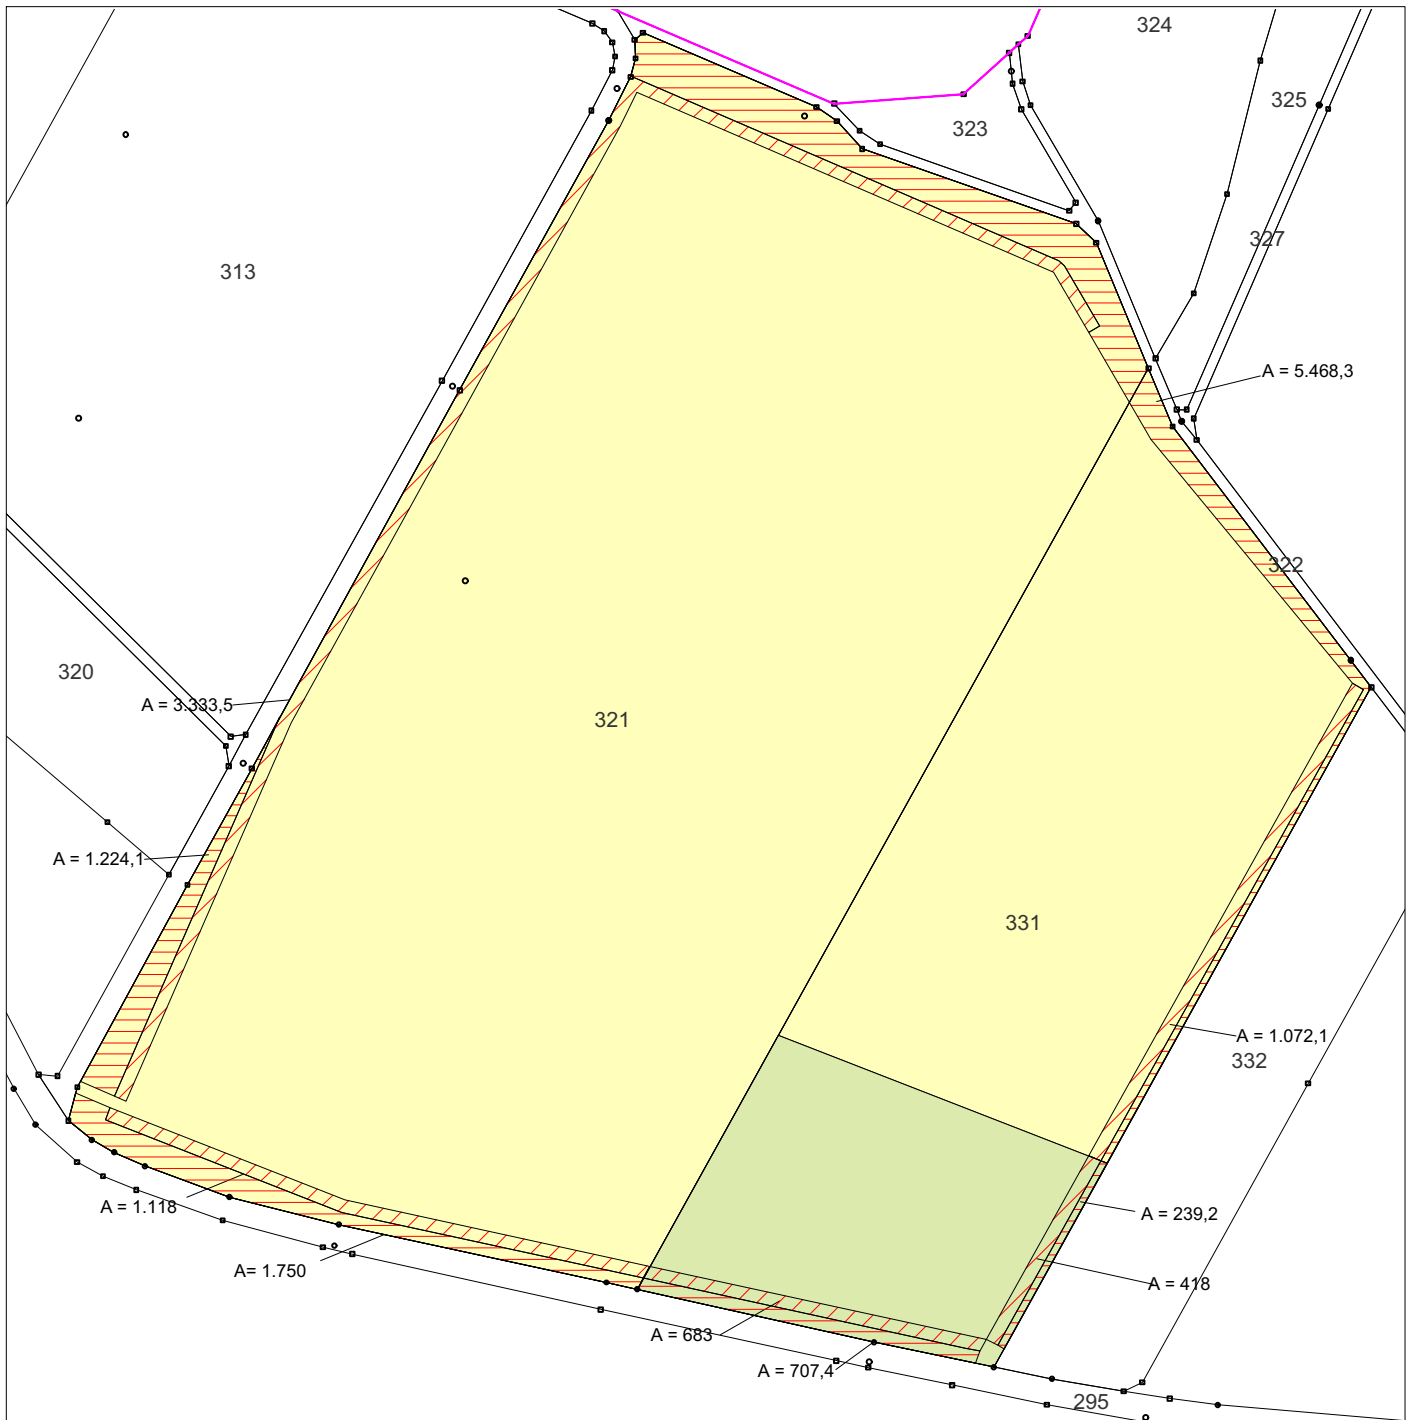 324
325
323
327
313
A = 5.468,3
322
320
A = 3.333,5
321
A = 1.224,1
331
A = 1.072,1
332
A = 1.118
A = 239,2
A= 1.750
A = 418
A = 683
A = 707,4
295